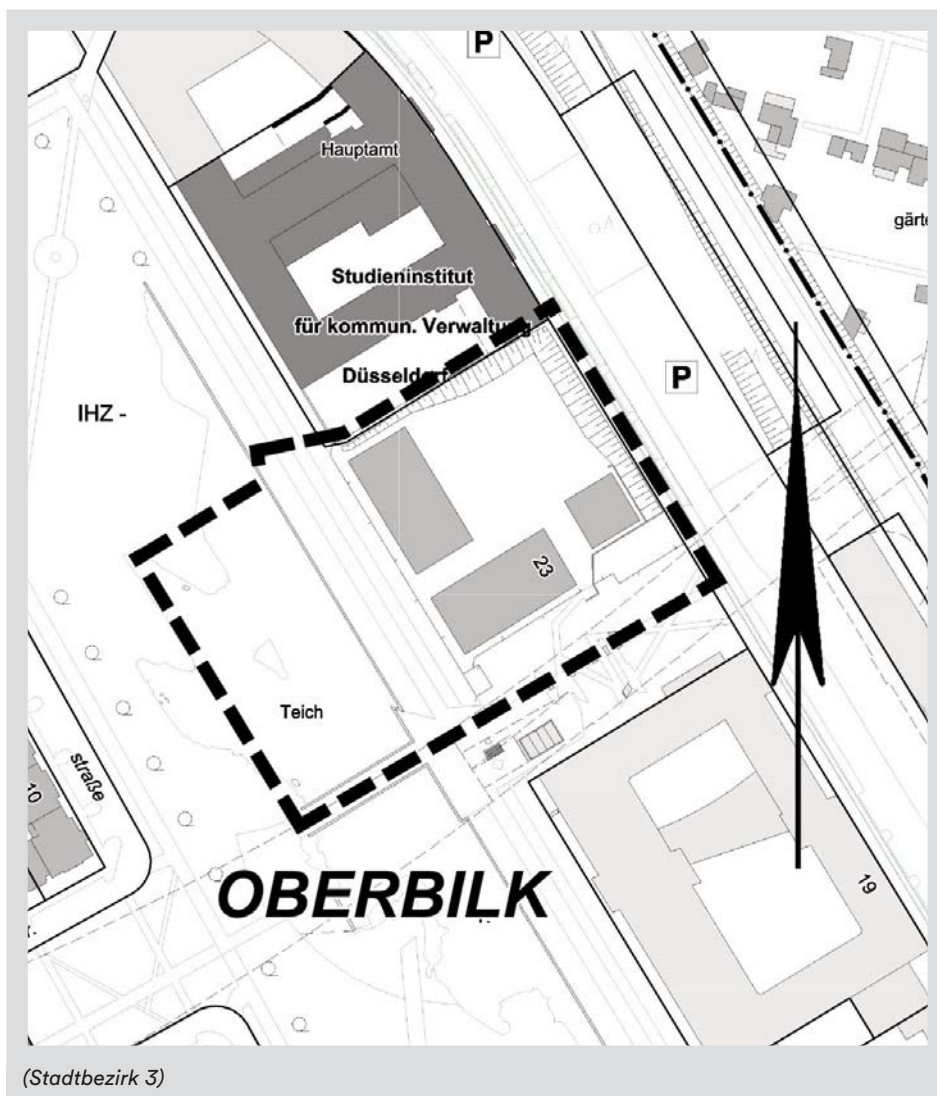 P
Hauptamt
gärte
Studieninstitut
für kommun. Verwaltung
Düsseldorf
P
IHZ -
23
Teich
straße
10
OBERBILK
19
r.
(Stadtbezirk 3)